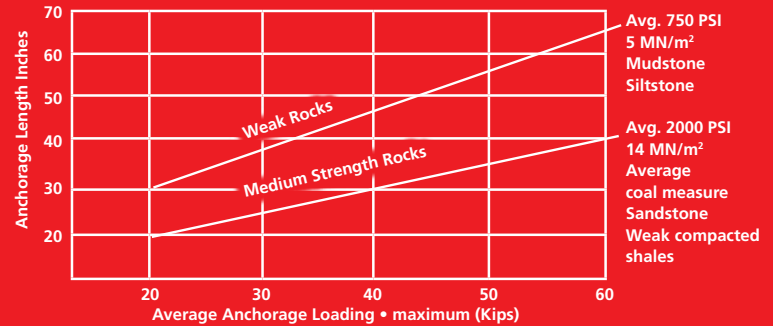 70
60
50
40
30
20
Anchorage Length Inches
Weak Rocks
Medium Strength Rocks
20 30 40 50 60
Average Anchorage Loading • maximum (Kips)
Avg. 750 PSI
5 MN/m²
Mudstone
Siltstone
Avg. 2000 PSI
14 MN/m²
Average
coal measure
Sandstone
Weak compacted
shales